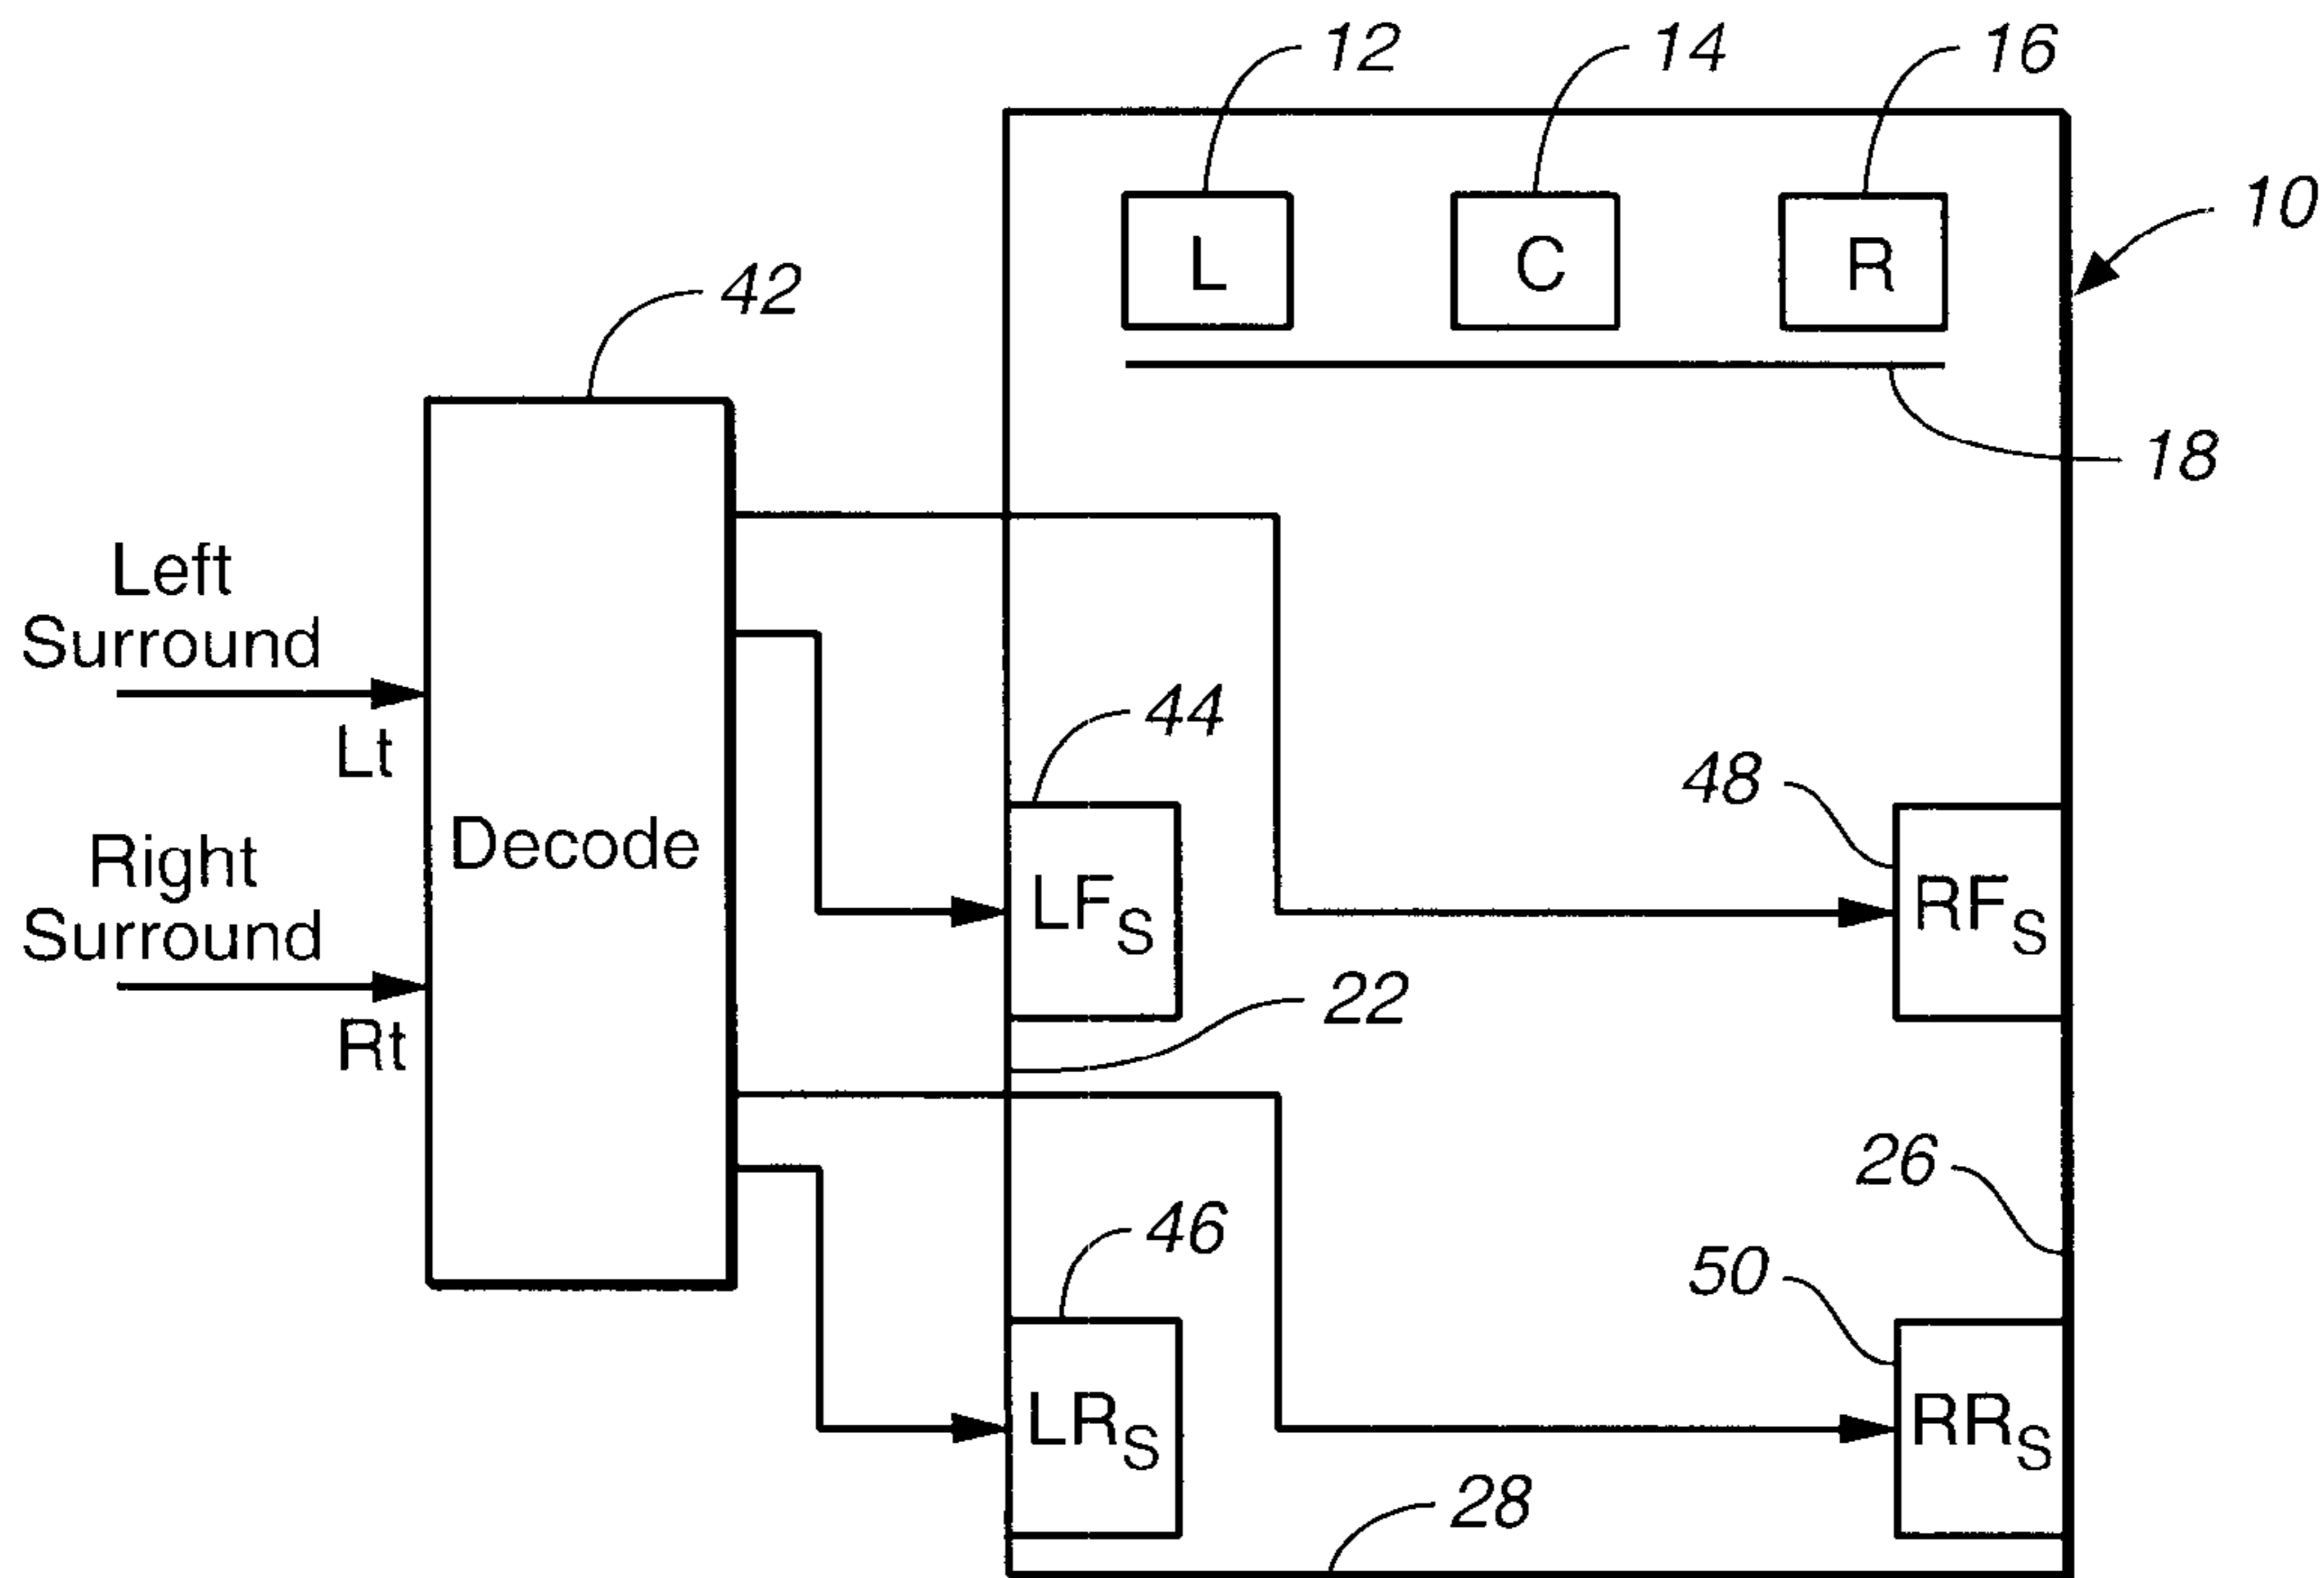 12
14
16
10
L
C
R
42
18
Left
Surround
Lt
44
48
Decode
Right
Surround
LFS
RFS
22
Rt
26
46
50
LRS
RRS
28